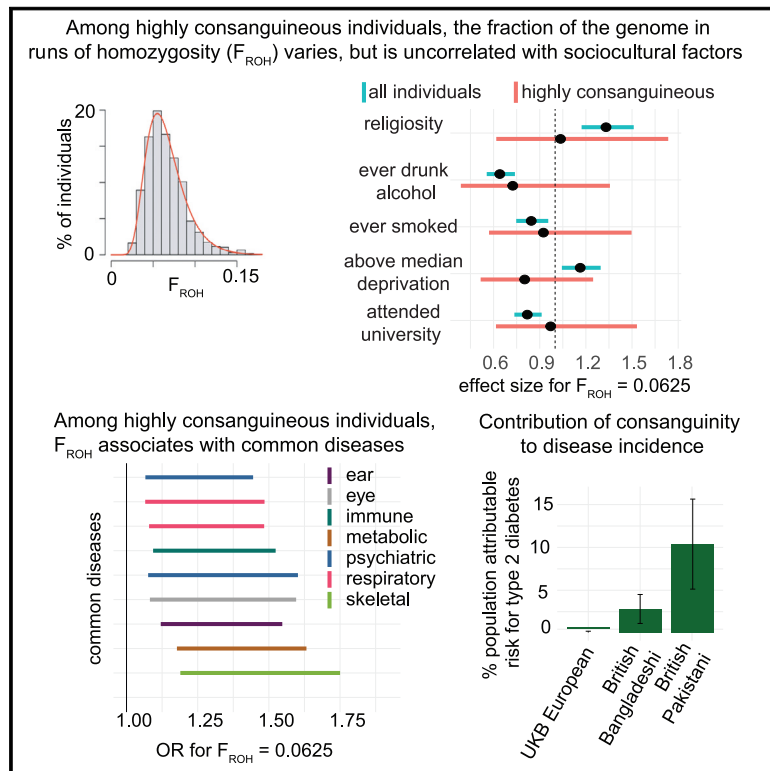 Among highly consanguineous individuals, the fraction of the genome in
runs of homozygosity (FROH) varies, but is uncorrelated with sociocultural factors
% of individuals
20
0
0
0.15
FROH
all individuals
highly consanguineous
religiosity
ever drunk
alcohol
ever smoked
above median
deprivation
attended
university
0.6
0.9
1.2
1.5
1.8
effect size for FROH = 0.0625
Among highly consanguineous individuals,
FROH associates with common diseases
common diseases
ear
eye
immune
metabolic
psychiatric
respiratory
skeletal
1.00
1.25
1.50
1.75
OR for FROH = 0.0625
Contribution of consanguinity
to disease incidence
% population attributable
risk for type 2 diabetes
15
10
5
0
UKB European
British
Bangladeshi
British
Pakistani